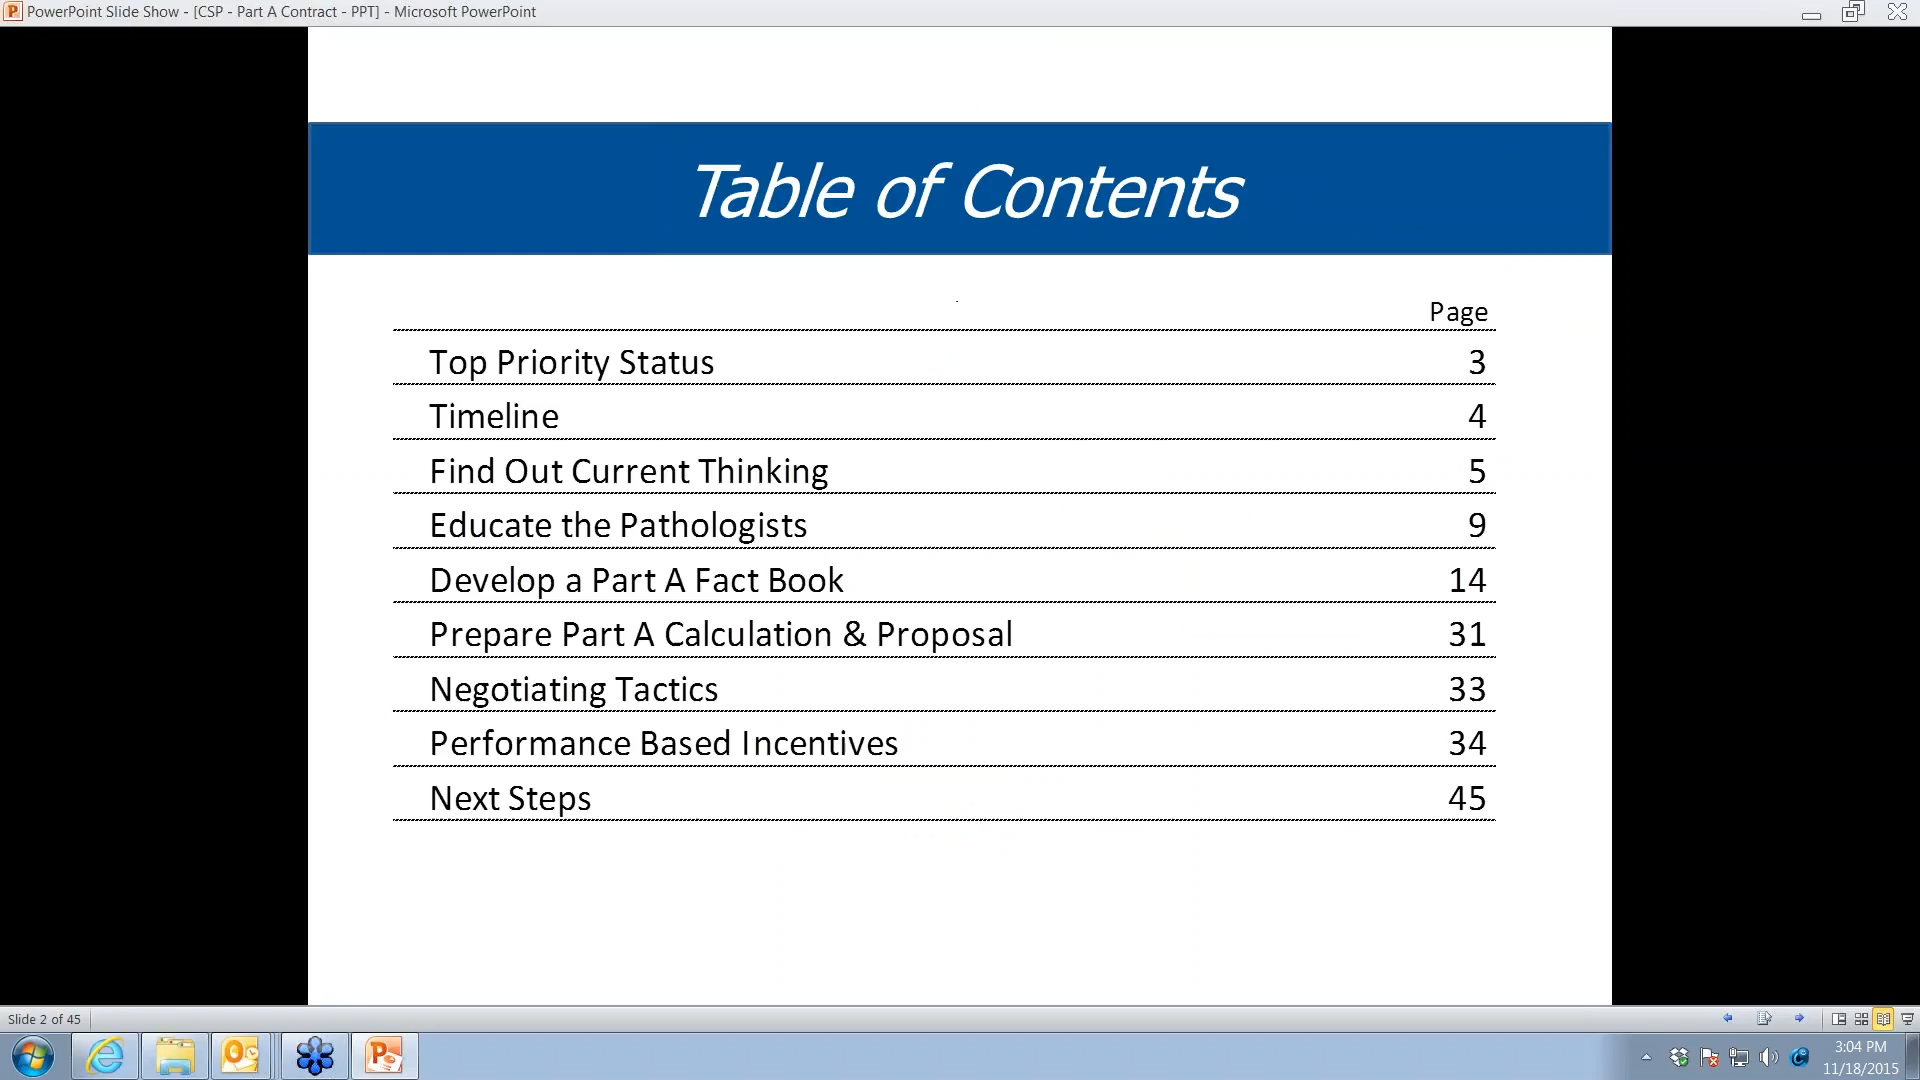 PowerPoint Slide Show - [CSP - Part A Contract - PPT] - Microsoft PowerPoint
Table of Contents
Page
Top Priority Status 3
Timeline 4
Find Out Current Thinking 5
Educate the Pathologists 9
Develop a Part A Fact Book 14
Prepare Part A Calculation & Proposal 31
Negotiating Tactics 33
Performance Based Incentives 34
Next Steps 45
Slide 2 of 45
3:04 PM
11/18/2015